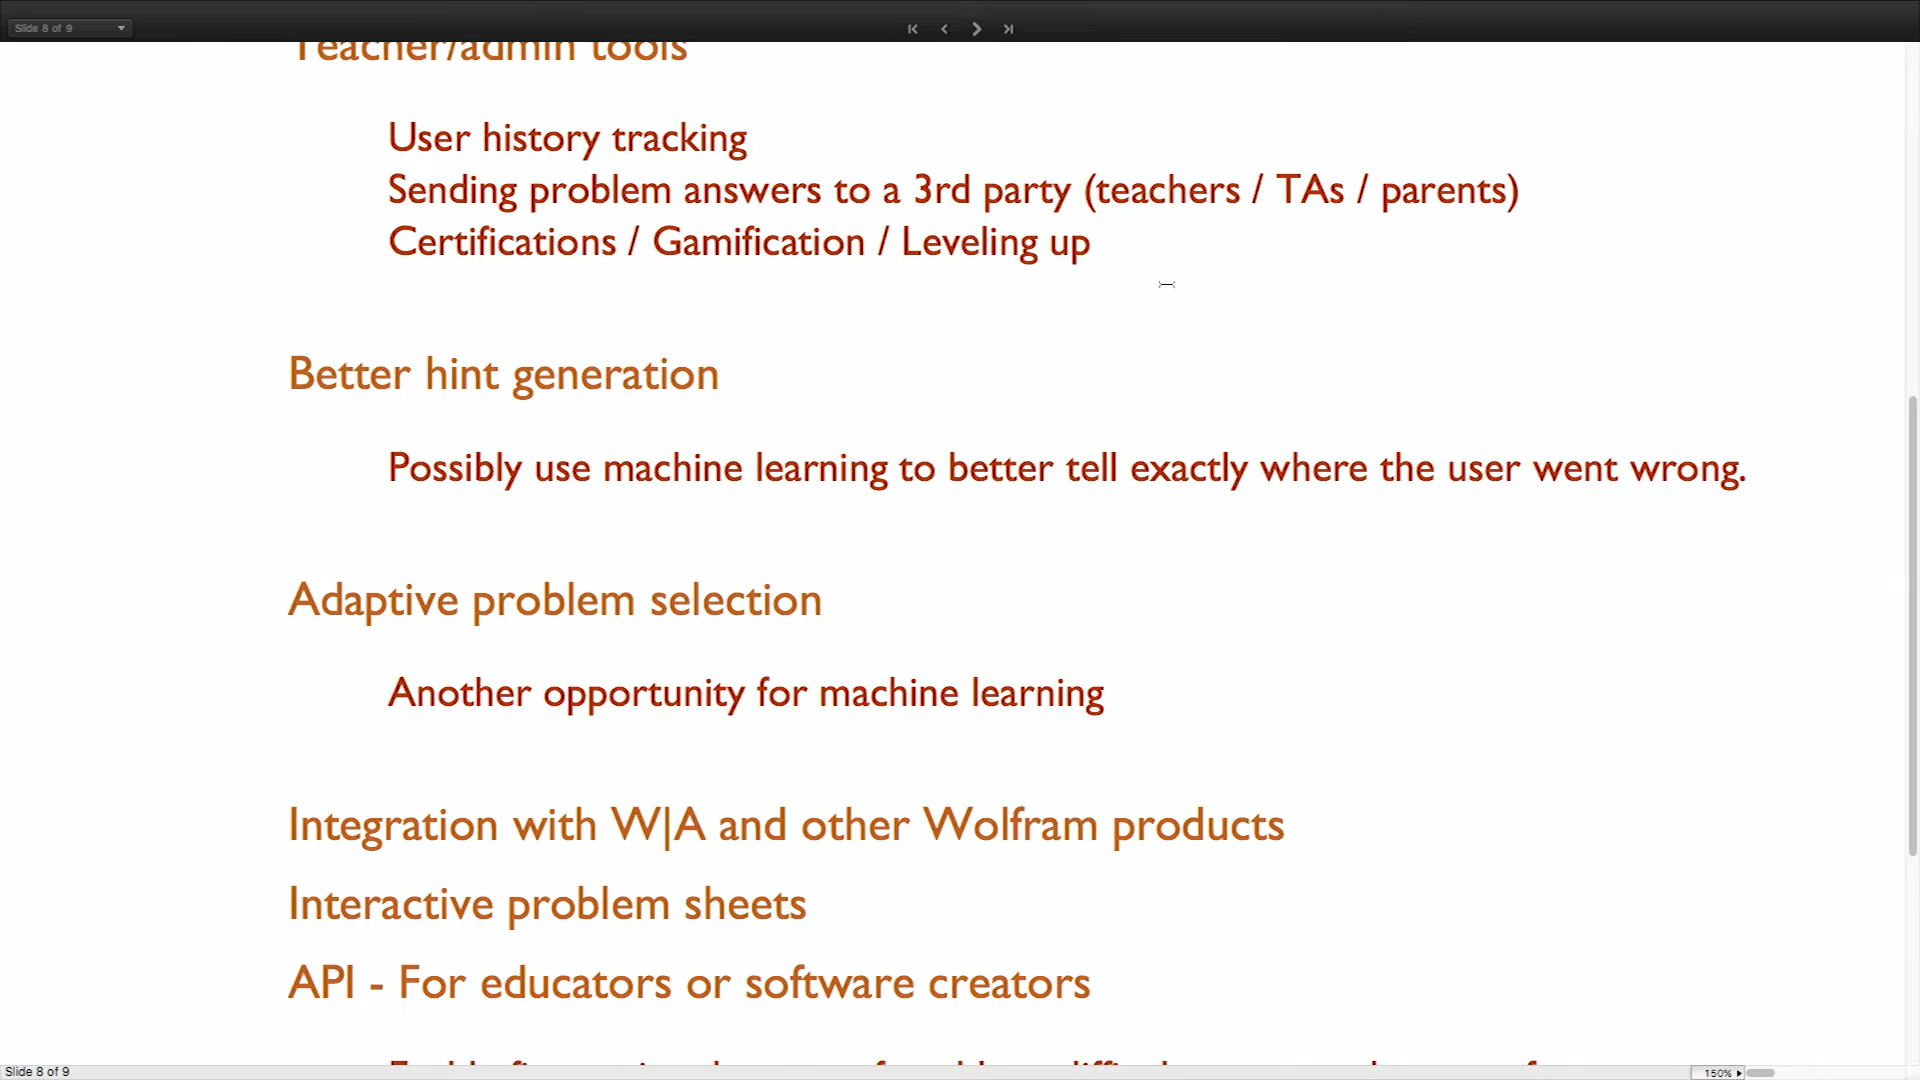 Slide 8 of 9
Teacher/admin tools
User history tracking
Sending problem answers to a 3rd party (teachers / TAs / parents)
Certifications / Gamification / Leveling up
Better hint generation
Possibly use machine learning to better tell exactly where the user went wrong.
Adaptive problem selection
Another opportunity for machine learning
Integration with W|A and other Wolfram products
Interactive problem sheets
API - For educators or software creators
Slide 8 of 9
150%